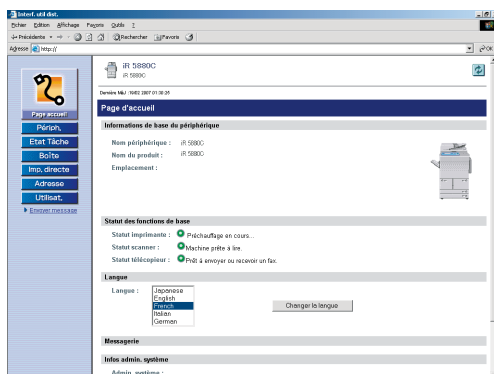 Interf. util dist.
Fichier Edition Affichage Favoris Outils ?
Précédente Rechercher Favoris
Adresse http:// OK
iR 5880C
iR 5880C
Dernière MàJ :19/02 2007 01:30:26
Page d'accueil
Page accueil
Périph.
Etat Tâche
Boîte
Imp. directe
Adresse
Utilisat.
Envoyer message
Informations de base du périphérique
Nom périphérique : iR 5880C
Nom du produit : iR 5880C
Emplacement :
Statut des fonctions de base
Statut imprimante : Préchauffage en cours...
Statut scanner : Machine prête à lire.
Statut télécopieur : Prêt à envoyer ou recevoir un fax.
Langue
Langue : Japanese
English
French
Italian
German
Changer la langue
Messagerie
Infos admin. système
Admin. système :